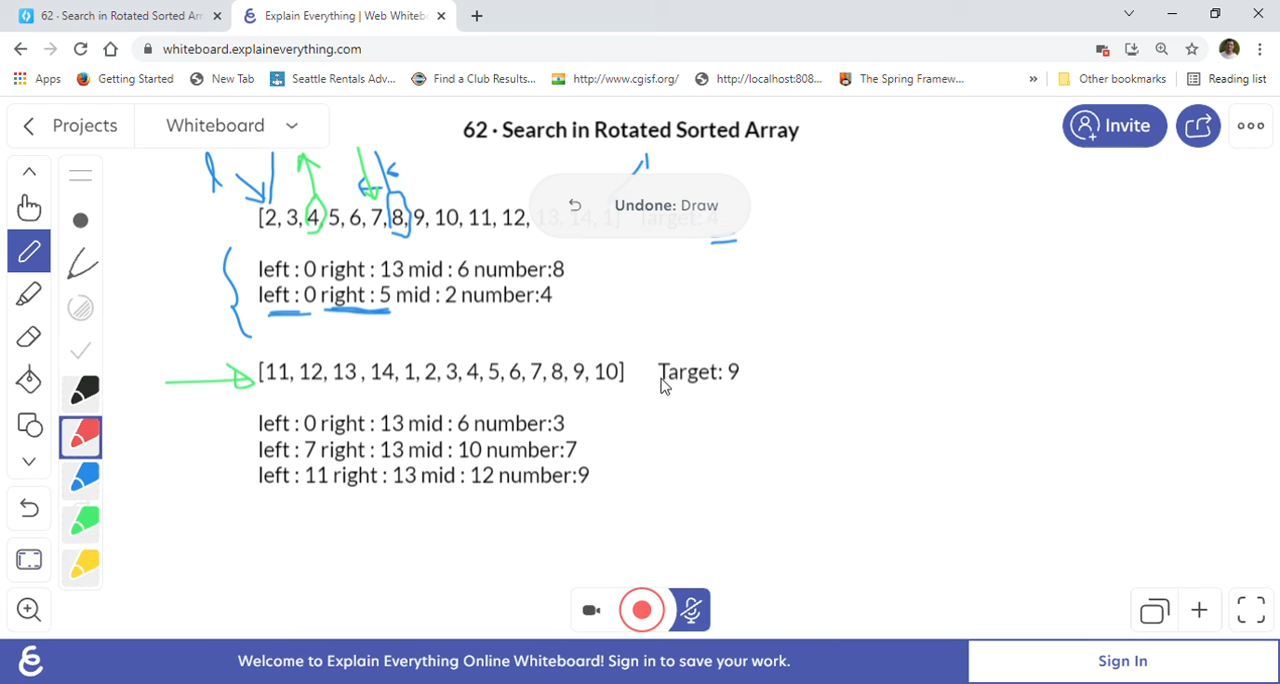 62 · Search in Rotated Sorted Arr
Explain Everything | Web Whiteb
whiteboard.explaineverything.com
Apps
Getting Started
New Tab
Seattle Rentals Adv...
Find a Club Results...
http://www.cgisf.org/
http://localhost:808...
The Spring Framew...
»
Other bookmarks
Reading list
Projects
Whiteboard
62 · Search in Rotated Sorted Array
Invite
Undone: Draw
l
[2, 3, 4, 5, 6, 7, 8, 9, 10, 11, 12, 13, 14, 1] Target: 4
left : 0 right : 13 mid : 6 number:8
left : 0 right : 5 mid : 2 number:4
[11, 12, 13 , 14, 1, 2, 3, 4, 5, 6, 7, 8, 9, 10] Target: 9
left : 0 right : 13 mid : 6 number:3
left : 7 right : 13 mid : 10 number:7
left : 11 right : 13 mid : 12 number:9
Welcome to Explain Everything Online Whiteboard! Sign in to save your work.
Sign In